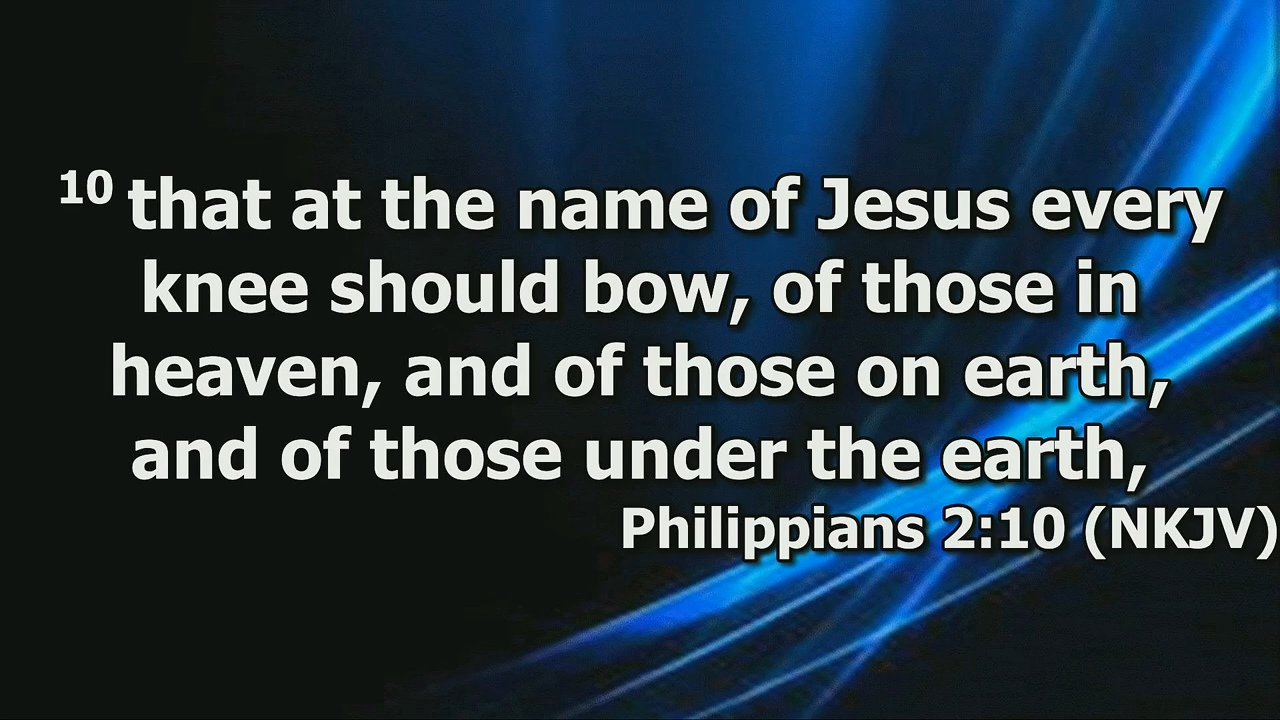 10 that at the name of Jesus every
knee should bow, of those in
heaven, and of those on earth,
and of those under the earth,
Philippians 2:10 (NKJV)